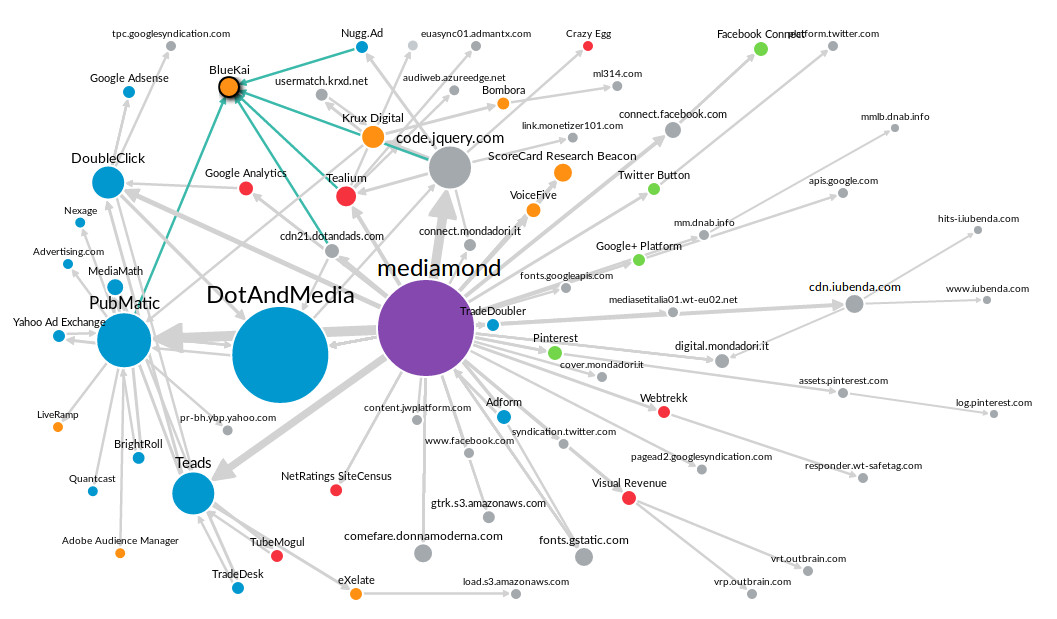 tpc.googlesyndication.com
Nugg.Ad
euasync01.admantx.com
Crazy Egg
Facebook Connect
platform.twitter.com
BlueKai
Google Adsense
usermatch.krxd.net
audiweb.azureedge.net
ml314.com
Bombora
Krux Digital
code.jquery.com
link.monetizer101.com
connect.facebook.com
mmlb.dnab.info
DoubleClick
ScoreCard Research Beacon
Google Analytics
Tealium
Twitter Button
apis.google.com
VoiceFive
Nexage
cdn21.dotandads.com
connect.mondadori.it
mm.dnab.info
hits-i.iubenda.com
Advertising.com
Google+ Platform
MediaMath
mediamond
fonts.googleapis.com
cdn.iubenda.com
www.iubenda.com
PubMatic
DotAndMedia
mediasetitalia01.wt-eu02.net
TradeDoubler
Yahoo Ad Exchange
Pinterest
digital.mondadori.it
cover.mondadori.it
assets.pinterest.com
Webtrekk
log.pinterest.com
LiveRamp
pr-bh.ybp.yahoo.com
content.jwplatform.com
Adform
BrightRoll
www.facebook.com
syndication.twitter.com
pagead2.googlesyndication.com
Teads
responder.wt-safetag.com
Quantcast
NetRatings SiteCensus
Visual Revenue
gtrk.s3.amazonaws.com
Adobe Audience Manager
TubeMogul
comefare.donnamoderna.com
fonts.gstatic.com
vrt.outbrain.com
TradeDesk
eXelate
load.s3.amazonaws.com
vrp.outbrain.com